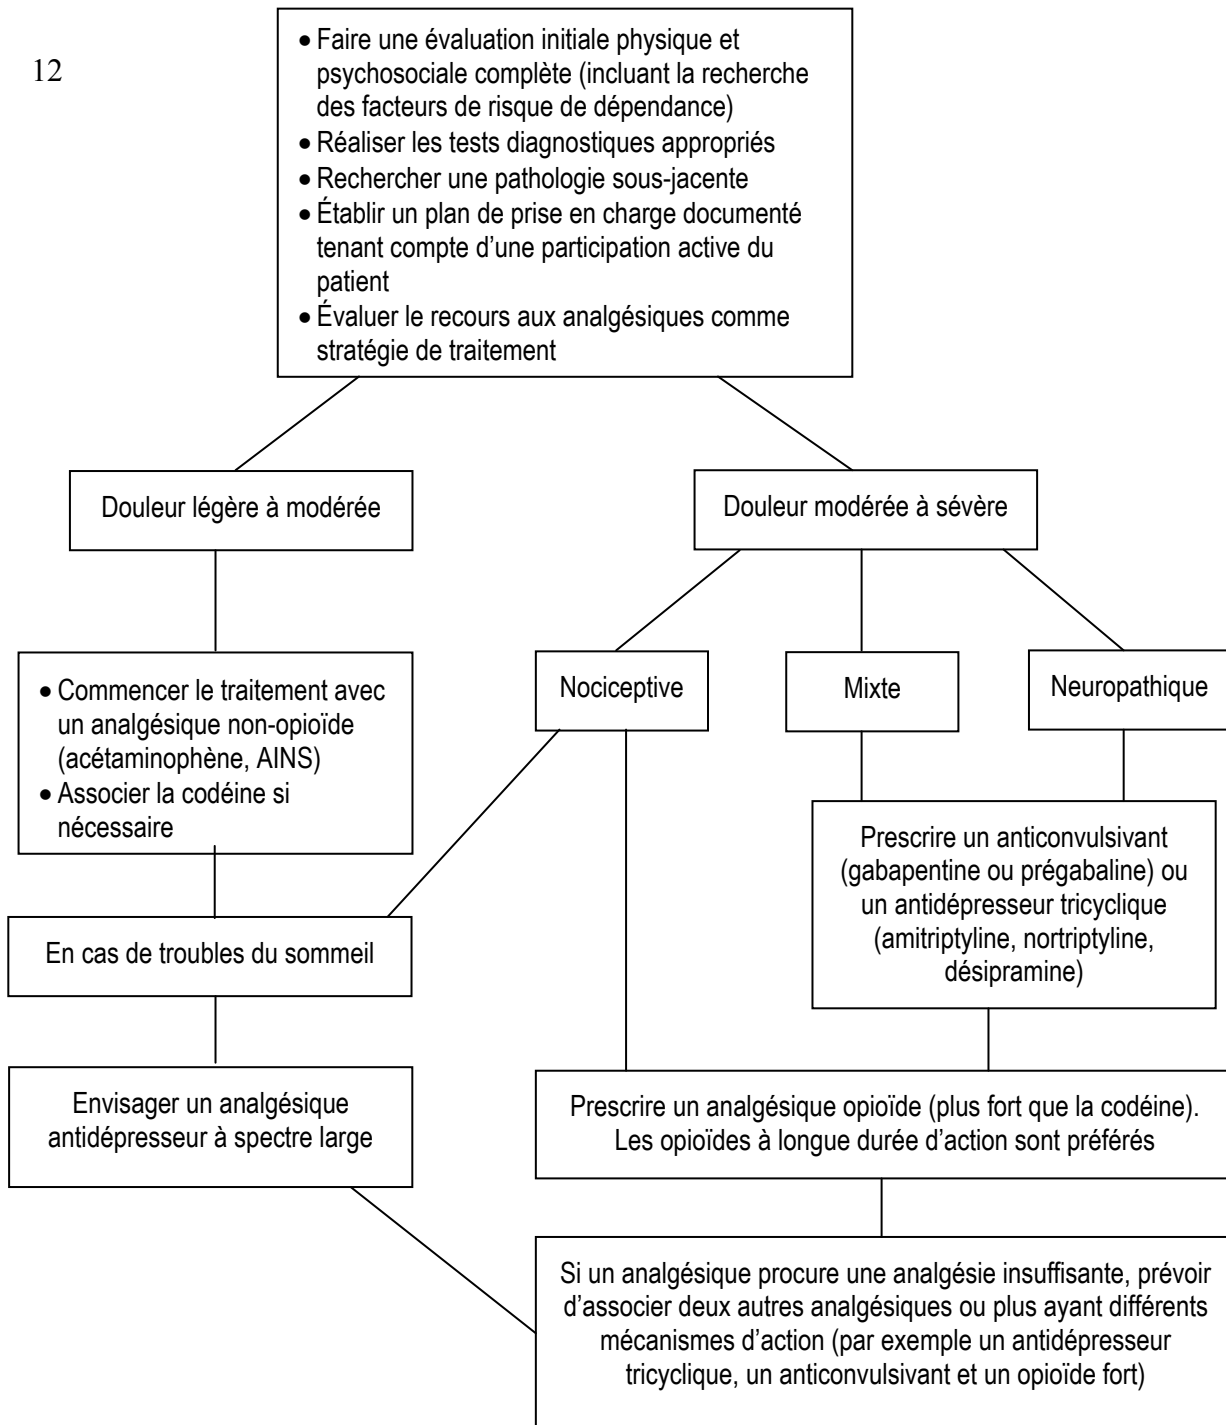 12
• Faire une évaluation initiale physique et
psychosociale complète (incluant la recherche
des facteurs de risque de dépendance)
• Réaliser les tests diagnostiques appropriés
• Rechercher une pathologie sous-jacente
• Établir un plan de prise en charge documenté
tenant compte d’une participation active du
patient
• Évaluer le recours aux analgésiques comme
stratégie de traitement
Douleur légère à modérée
Douleur modérée à sévère
• Commencer le traitement avec
un analgésique non-opioïde
(acétaminophène, AINS)
• Associer la codéine si
nécessaire
Nociceptive
Mixte
Neuropathique
Prescrire un anticonvulsivant
(gabapentine ou prégabaline) ou
un antidépresseur tricyclique
(amitriptyline, nortriptyline,
désipramine)
En cas de troubles du sommeil
Envisager un analgésique
antidépresseur à spectre large
Prescrire un analgésique opioïde (plus fort que la codéine).
Les opioïdes à longue durée d’action sont préférés
Si un analgésique procure une analgésie insuffisante, prévoir
d’associer deux autres analgésiques ou plus ayant différents
mécanismes d’action (par exemple un antidépresseur
tricyclique, un anticonvulsivant et un opioïde fort)